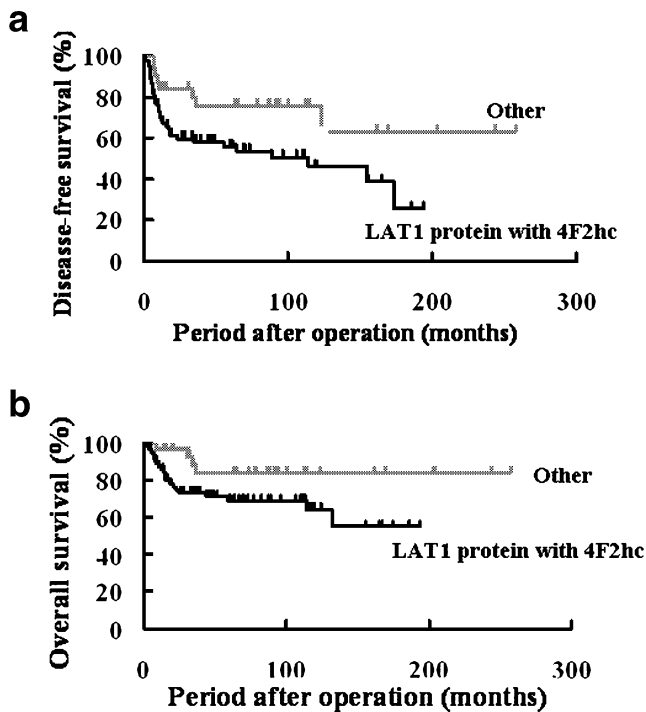 a
Diseasse-free survival (%)
100
80
60
40
20
0
Other
LAT1 protein with 4F2hc
0 100 200 300
Period after operation (months)
b
Overall survival (%)
100
80
60
40
20
0
Other
LAT1 protein with 4F2hc
0 100 200 300
Period after operation (months)